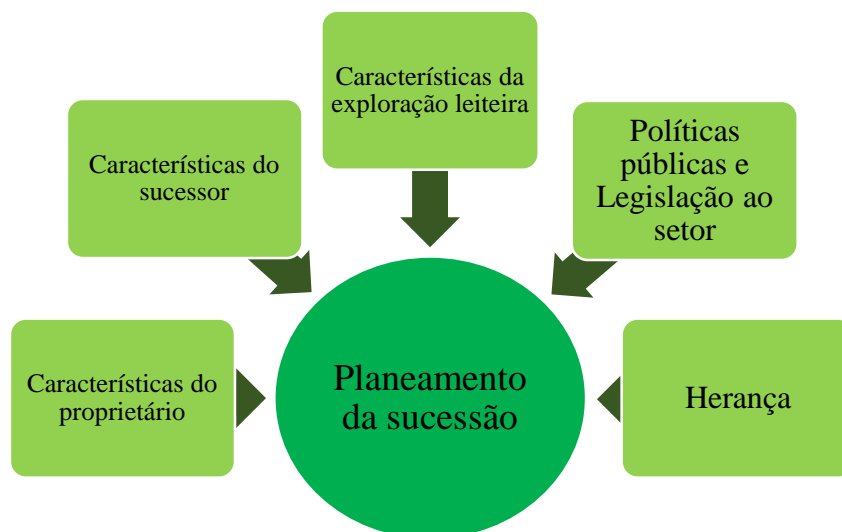 Características da
exploração leiteira
Características do
sucessor
Políticas
públicas e
Legislação ao
setor
Características do
proprietário
Planeamento
da sucessão
Herança